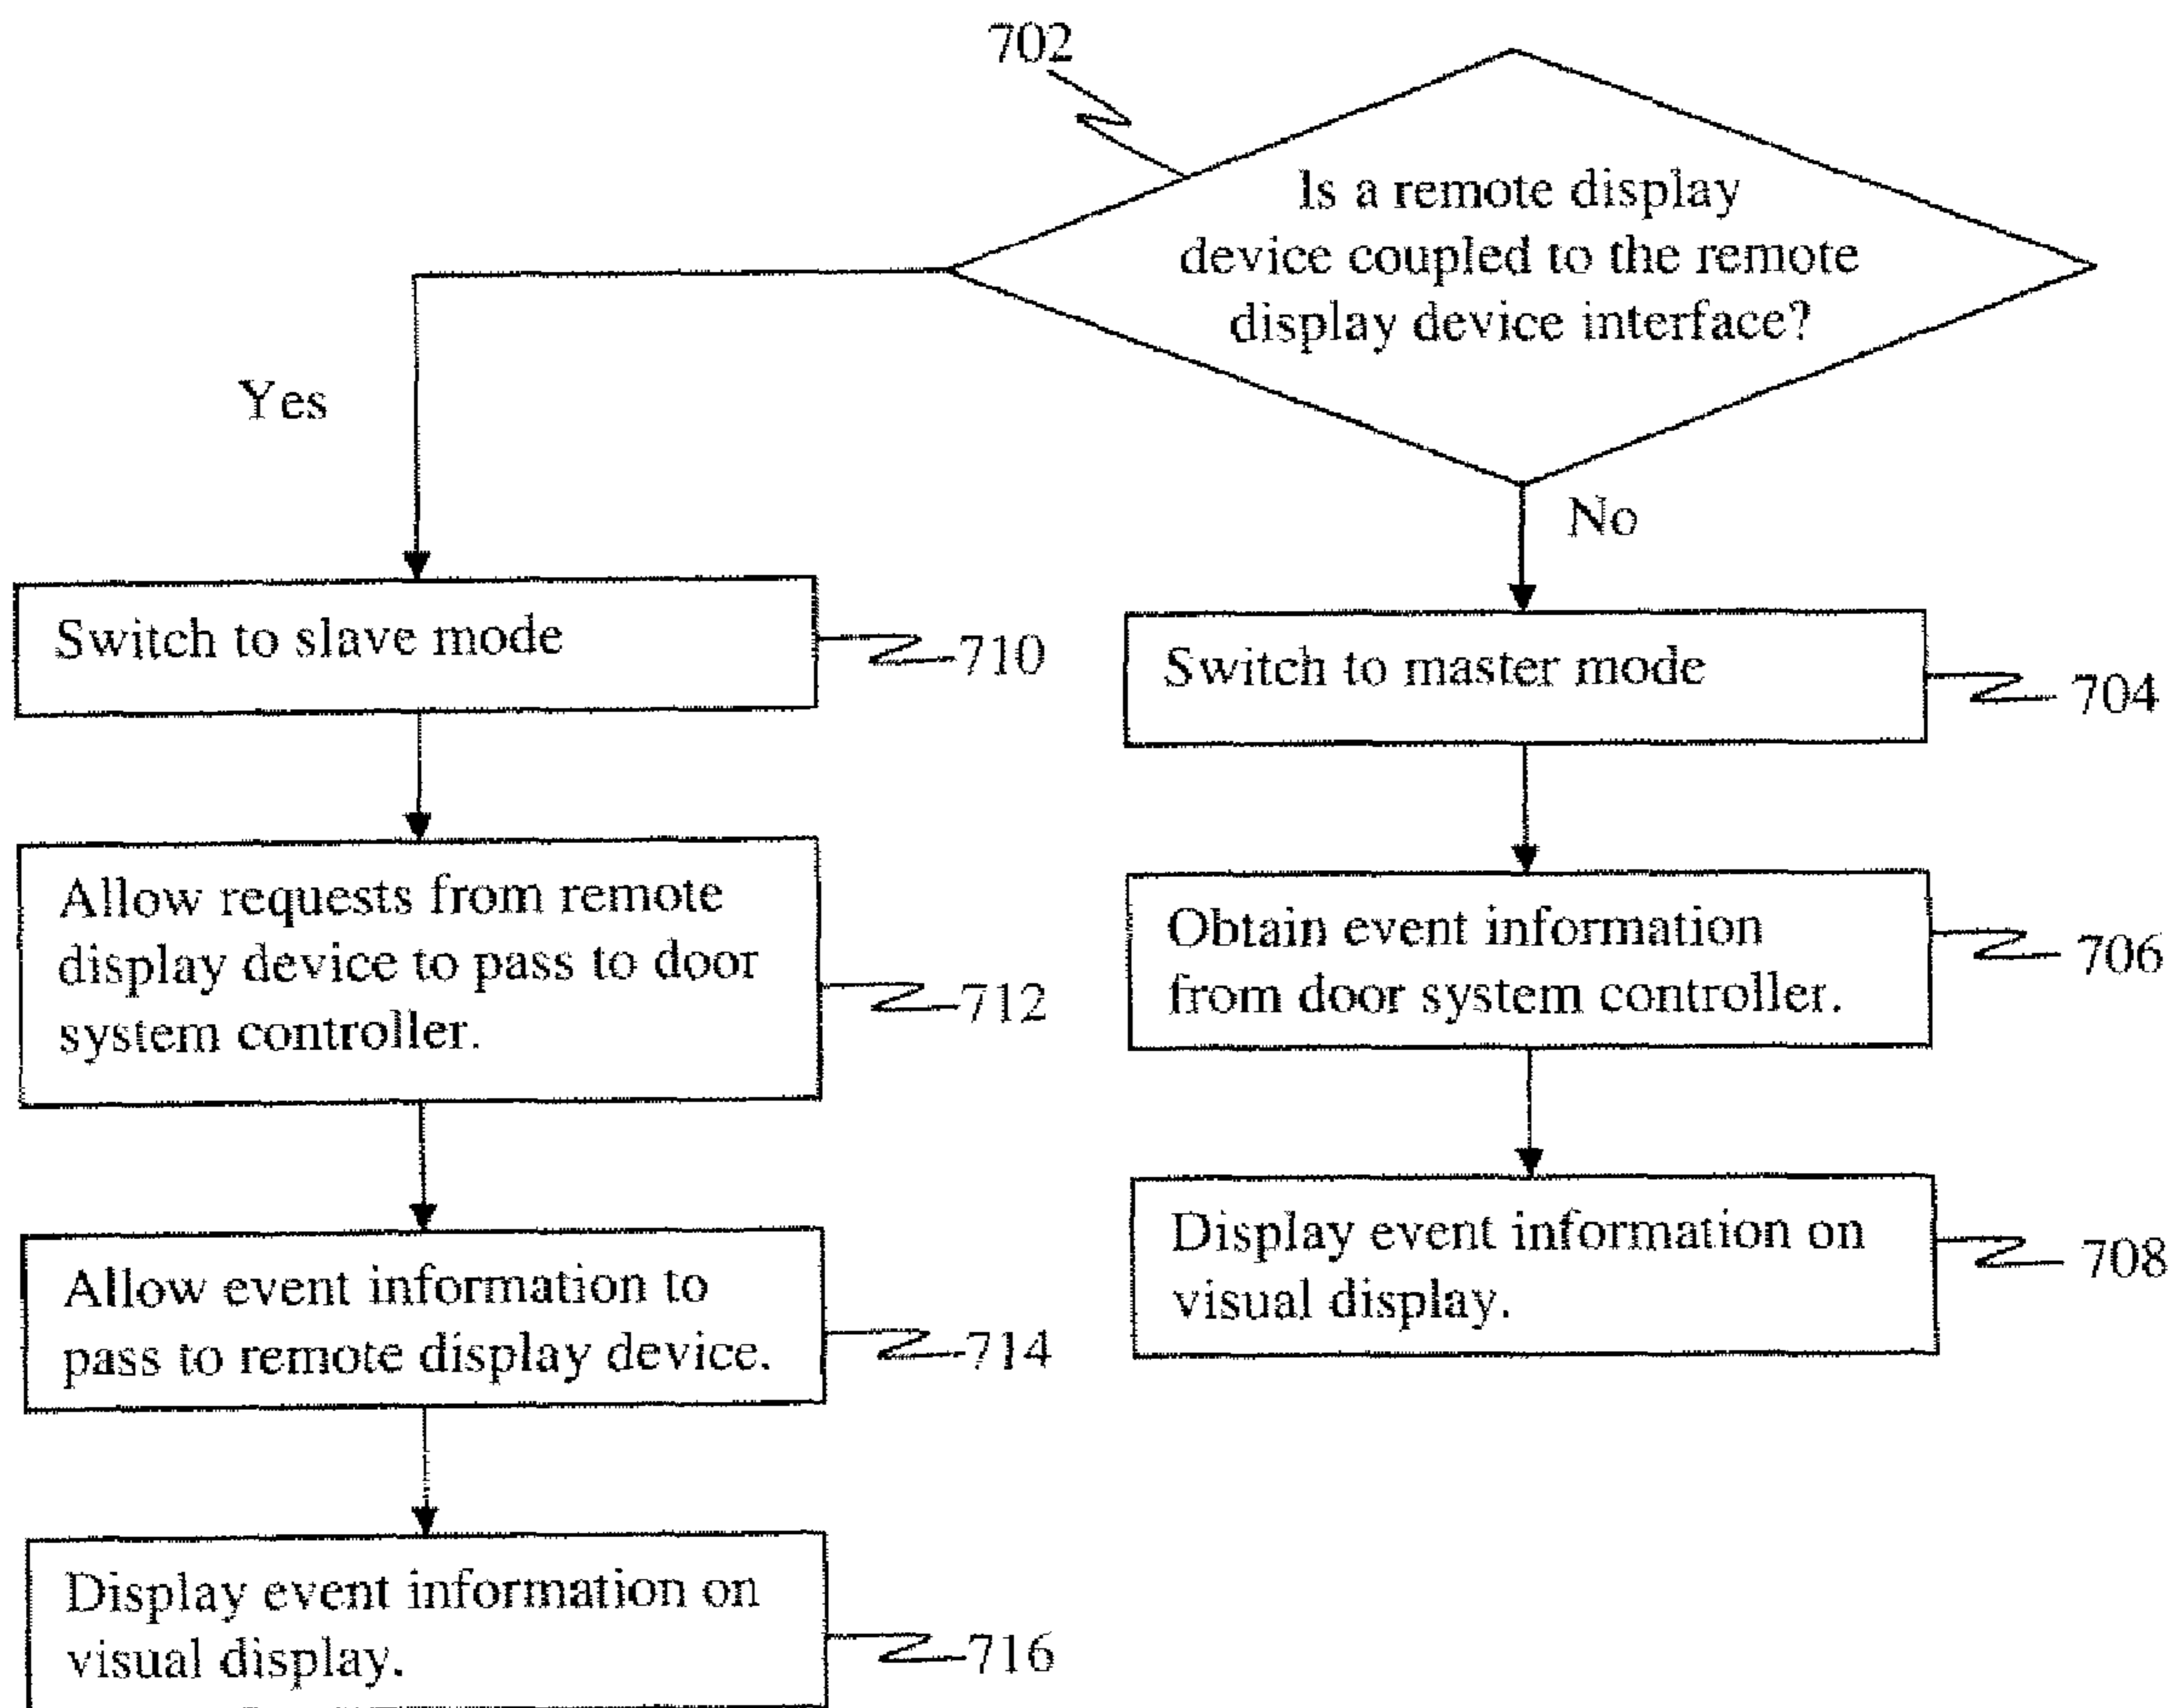 702
Is a remote display
device coupled to the remote
display device interface?
Yes
No
Switch to slave mode
710
Switch to master mode
704
Allow requests from remote
display device to pass to door
system controller.
712
Obtain event information
from door system controller.
706
Allow event information to
pass to remote display device.
714
Display event information on
visual display.
708
Display event information on
visual display.
716